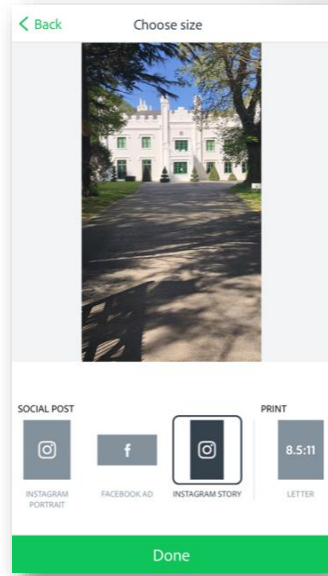 Back
Choose size
SOCIAL POST
PRINT
f
8.5:11
INSTAGRAM
PORTRAIT
FACEBOOK AD
INSTAGRAM STORY
LETTER
Done